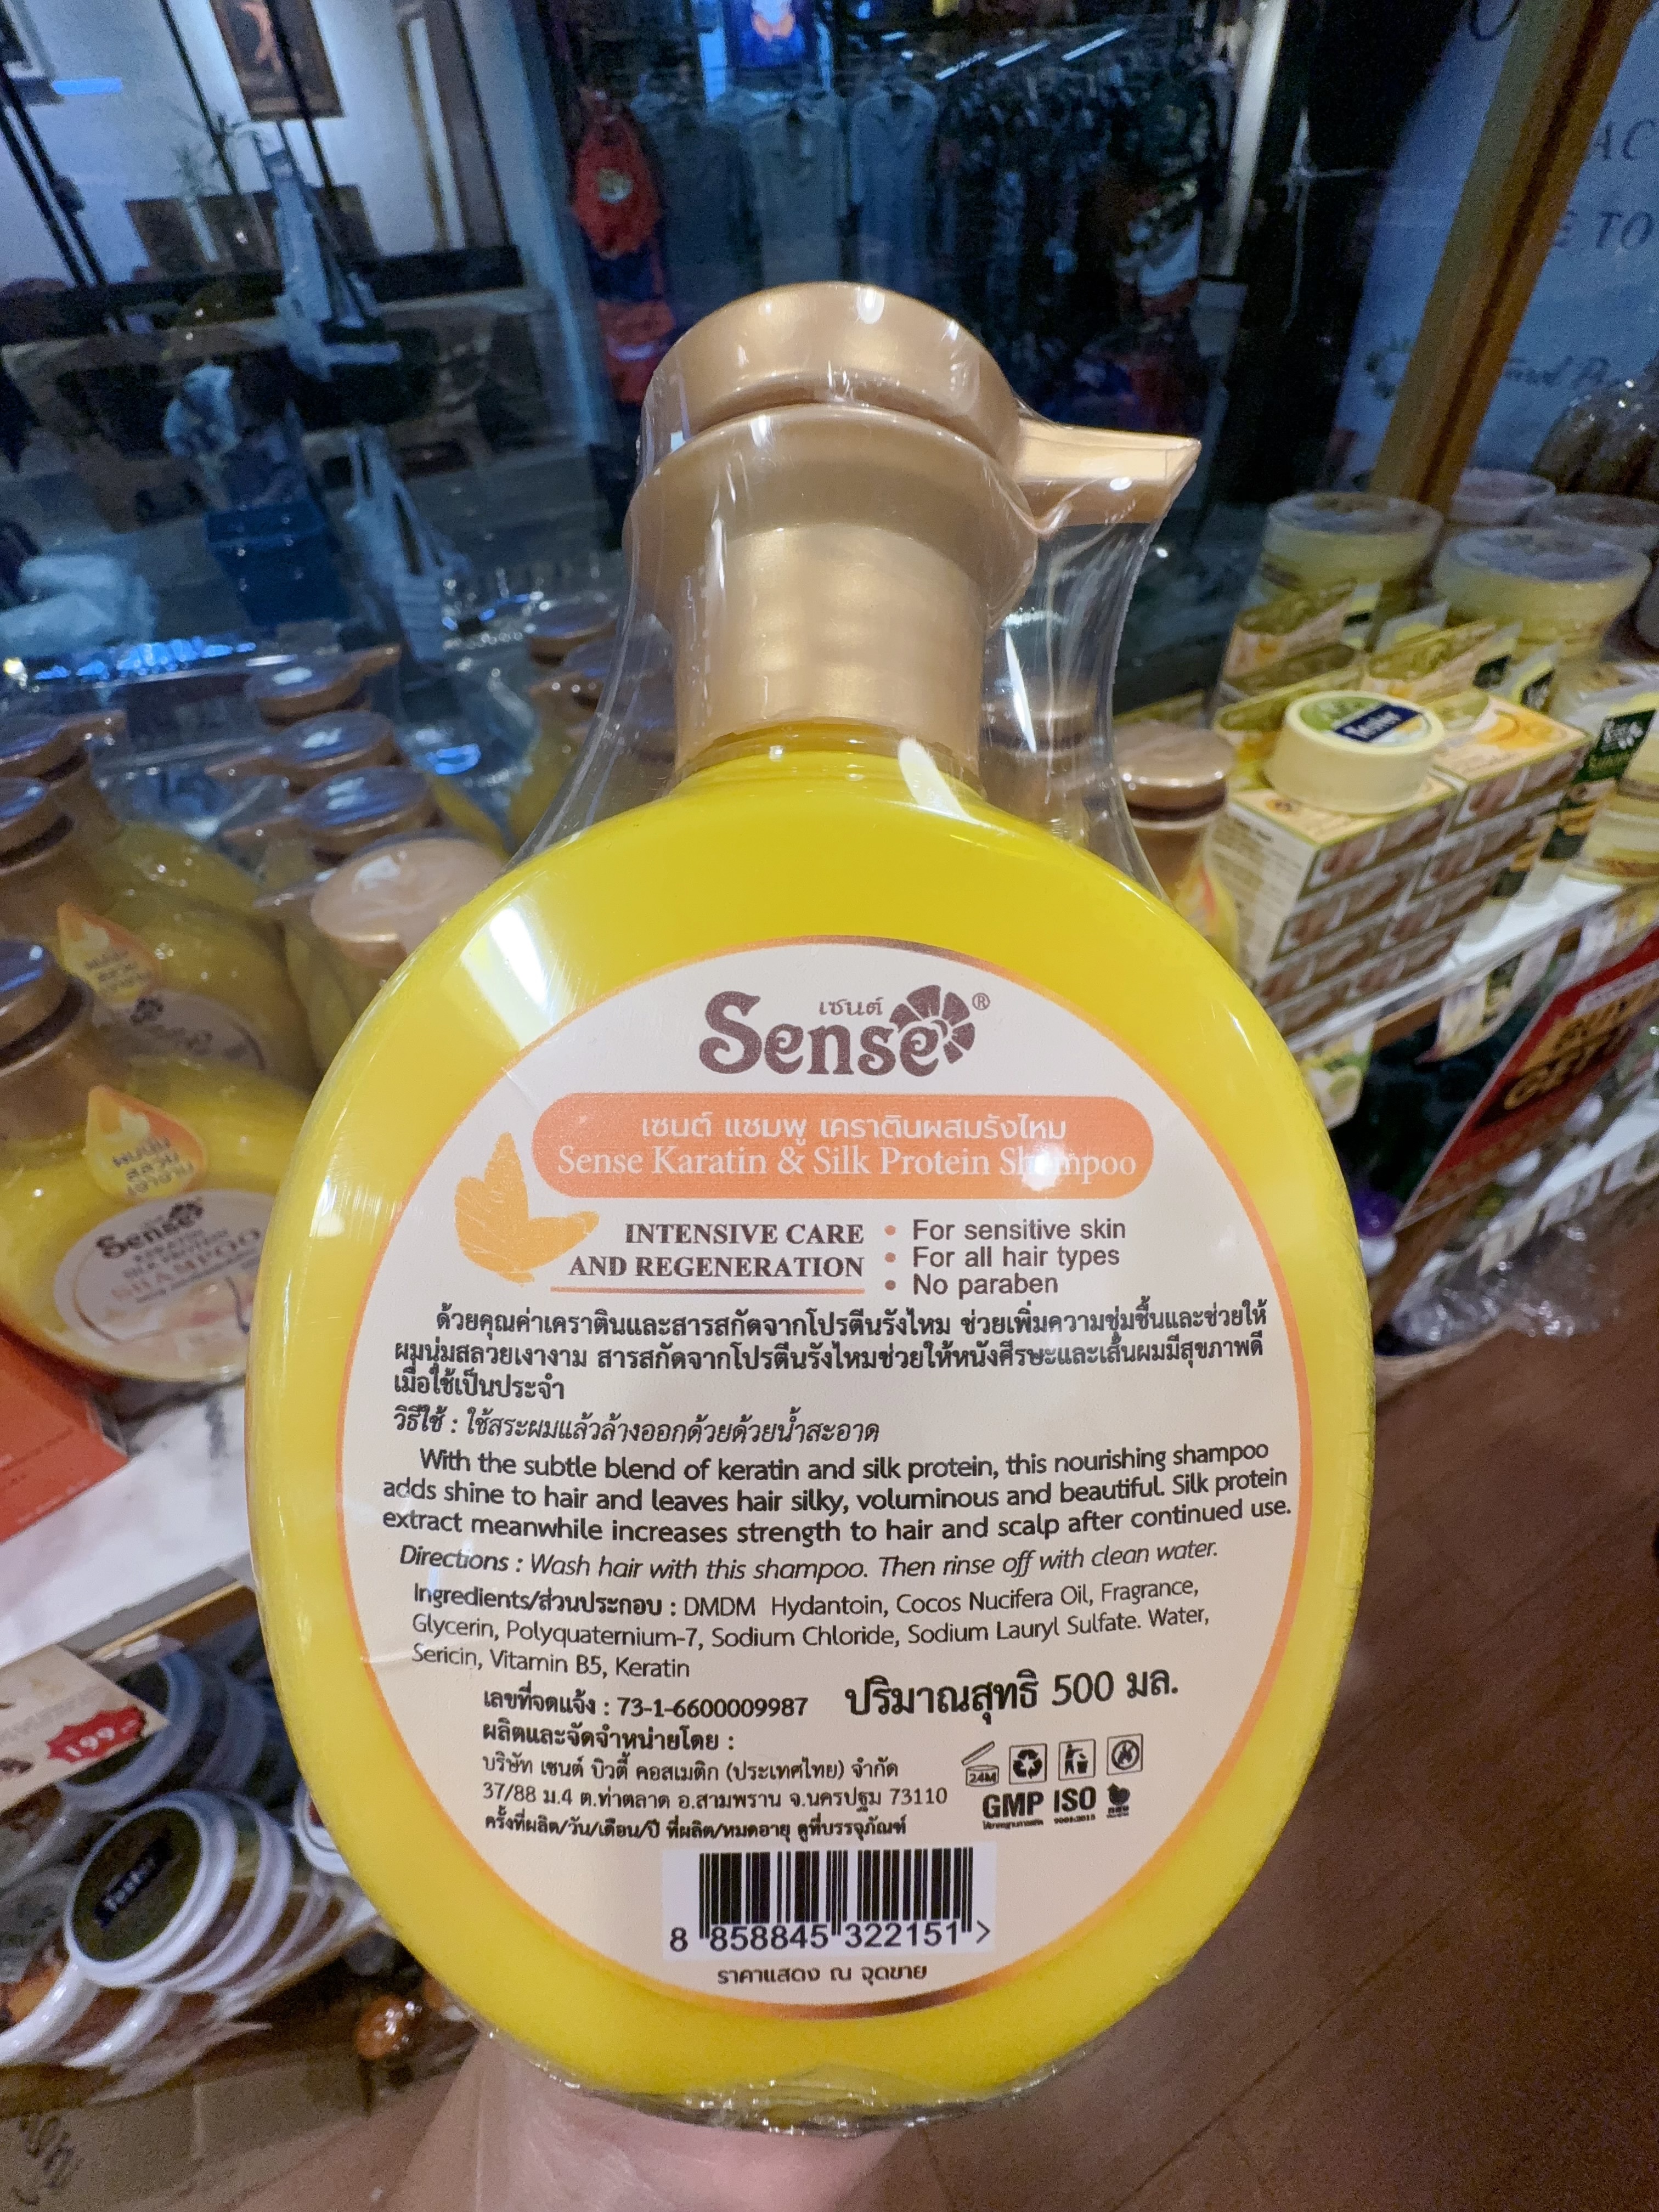 เซนต์
Sense®
เซนต์ แชมพู เคราตินผสมรังไหม
Sense Karatin & Silk Protein Shampoo
INTENSIVE CARE
AND REGENERATION
• For sensitive skin
• For all hair types
• No paraben
ด้วยคุณค่าเคราตินและสารสกัดจากโปรตีนรังไหม ช่วยเพิ่มความชุ่มชื้นและช่วยให้
ผมนุ่มสลวยเงางาม สารสกัดจากโปรตีนรังไหมช่วยให้หนังศีรษะและเส้นผมมีสุขภาพดี
เมื่อใช้เป็นประจำ
วิธีใช้ : ใช้สระผมแล้วล้างออกด้วยด้วยน้ำสะอาด
With the subtle blend of keratin and silk protein, this nourishing shampoo
adds shine to hair and leaves hair silky, voluminous and beautiful. Silk protein
extract meanwhile increases strength to hair and scalp after continued use.
Directions : Wash hair with this shampoo. Then rinse off with clean water.
Ingredients/ส่วนประกอบ : DMDM Hydantoin, Cocos Nucifera Oil, Fragrance,
Glycerin, Polyquaternium-7, Sodium Chloride, Sodium Lauryl Sulfate. Water,
Sericin, Vitamin B5, Keratin
เลขที่จดแจ้ง : 73-1-6600009987
ปริมาณสุทธิ 500 มล.
ผลิตและจัดจำหน่ายโดย :
บริษัท เซนต์ บิวตี้ คอสเมติก (ประเทศไทย) จำกัด
37/88 ม.4 ต.ท่าตลาด อ.สามพราน จ.นครปฐม 73110
ครั้งที่ผลิต/วัน/เดือน/ปี ที่ผลิต/หมดอายุ ดูที่บรรจุภัณฑ์
24M
GMP ISO
9001:2015
8 858845 322151 >
ราคาแสดง ณ จุดขาย
Sense
KERATIN
SHAMPOO
ผมนุ่ม
สลวย
เงางาม
199